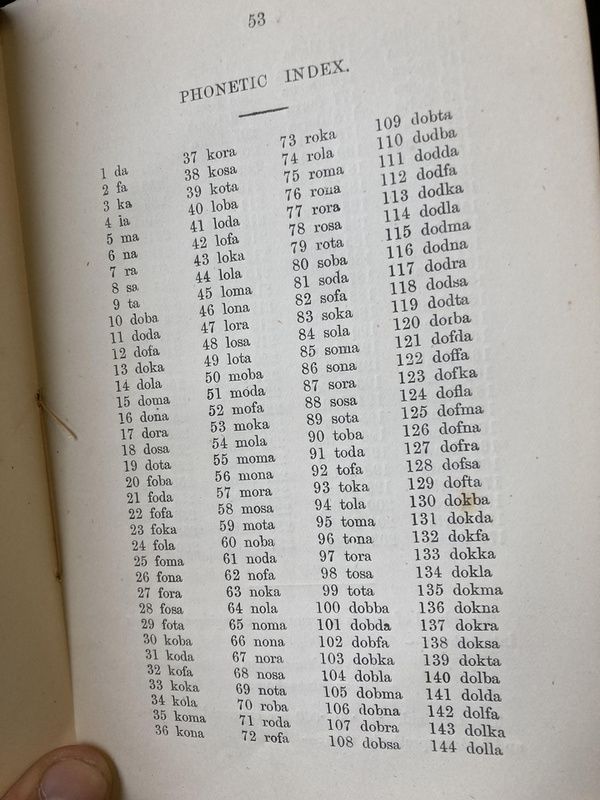 53
PHONETIC INDEX.
1 da
2 fa
3 ka
4 ia
5 ma
6 na
7 ra
8 sa
9 ta
10 doba
11 doda
12 dofa
13 doka
14 dola
15 doma
16 dona
17 dora
18 dosa
19 dota
20 foba
21 foda
22 fofa
23 foka
24 fola
25 foma
26 fona
27 fora
28 fosa
29 fota
30 koba
31 koda
32 kofa
33 koka
34 kola
35 koma
36 kona
37 kora
38 kosa
39 kota
40 loba
41 loda
42 lofa
43 loka
44 lola
45 loma
46 lona
47 lora
48 losa
49 lota
50 moba
51 moda
52 mofa
53 moka
54 mola
55 moma
56 mona
57 mora
58 mosa
59 mota
60 noba
61 noda
62 nofa
63 noka
64 nola
65 noma
66 nona
67 nora
68 nosa
69 nota
70 roba
71 roda
72 rofa
73 roka
74 rola
75 roma
76 rona
77 rora
78 rosa
79 rota
80 soba
81 soda
82 sofa
83 soka
84 sola
85 soma
86 sona
87 sora
88 sosa
89 sota
90 toba
91 toda
92 tofa
93 toka
94 tola
95 toma
96 tona
97 tora
98 tosa
99 tota
100 dobba
101 dobda
102 dobfa
103 dobka
104 dobla
105 dobma
106 dobna
107 dobra
108 dobsa
109 dobta
110 dodba
111 dodda
112 dodfa
113 dodka
114 dodla
115 dodma
116 dodna
117 dodra
118 dodsa
119 dodta
120 dorba
121 dofda
122 doffa
123 dofka
124 dofla
125 dofma
126 dofna
127 dofra
128 dofsa
129 dofta
130 dokba
131 dokda
132 dokfa
133 dokka
134 dokla
135 dokma
136 dokna
137 dokra
138 doksa
139 dokta
140 dolba
141 dolda
142 dolfa
143 dolka
144 dolla